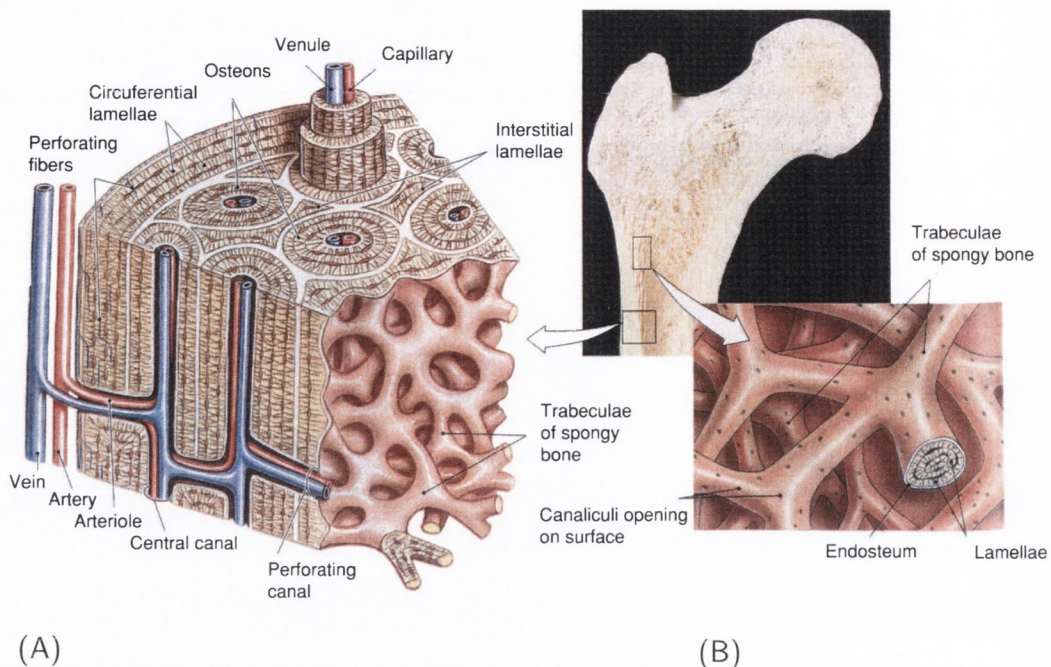 Venule
Capillary
Osteons
Circuferential
lamellae
Perforating
fibers
Interstitial
lamellae
Trabeculae
of spongy bone
Trabeculae
of spongy
bone
Vein
Artery
Arteriole
Central canal
Perforating
canal
Canaliculi opening
on surface
Endosteum
Lamellae
(A)
(B)